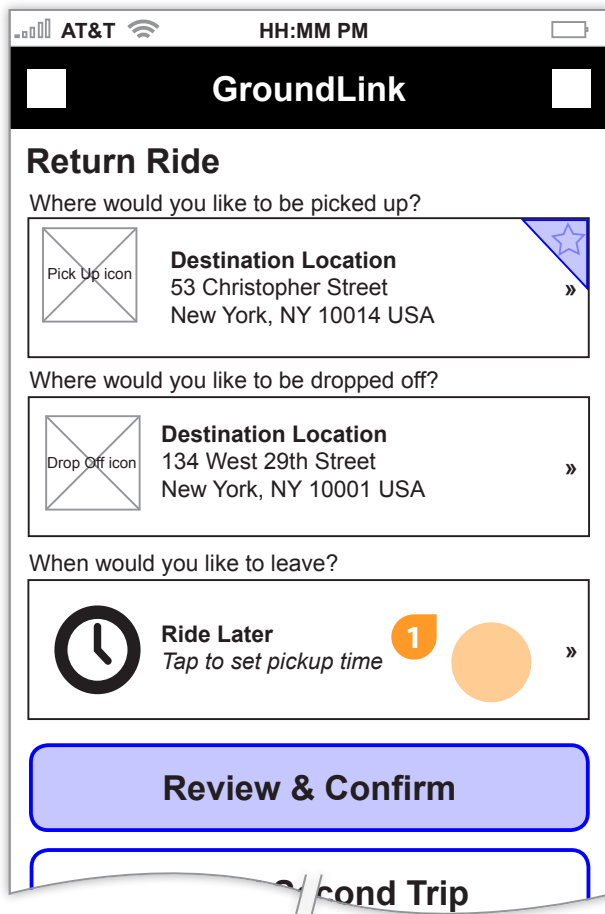 AT&T HH:MM PM
GroundLink
Return Ride
Where would you like to be picked up?
Pick Up icon
Destination Location
53 Christopher Street
New York, NY 10014 USA
»
Where would you like to be dropped off?
Drop Off icon
Destination Location
134 West 29th Street
New York, NY 10001 USA
»
When would you like to leave?
Ride Later
Tap to set pickup time
1
»
Review & Confirm
Second Trip